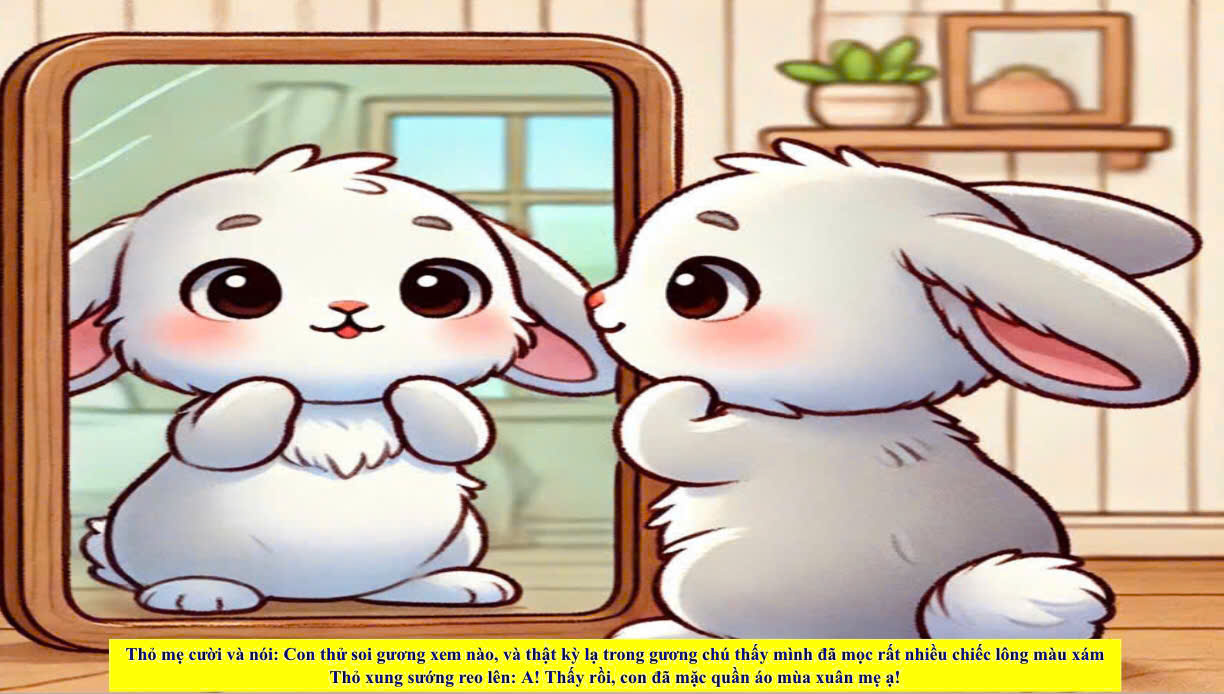 Thỏ mẹ cười và nói: Con thử soi gương xem nào, và thật kỳ lạ trong gương chú thấy mình đã mọc rất nhiều chiếc lông màu xám
Thỏ xung sướng reo lên: A! Thấy rồi, con đã mặc quần áo mùa xuân mẹ ạ!